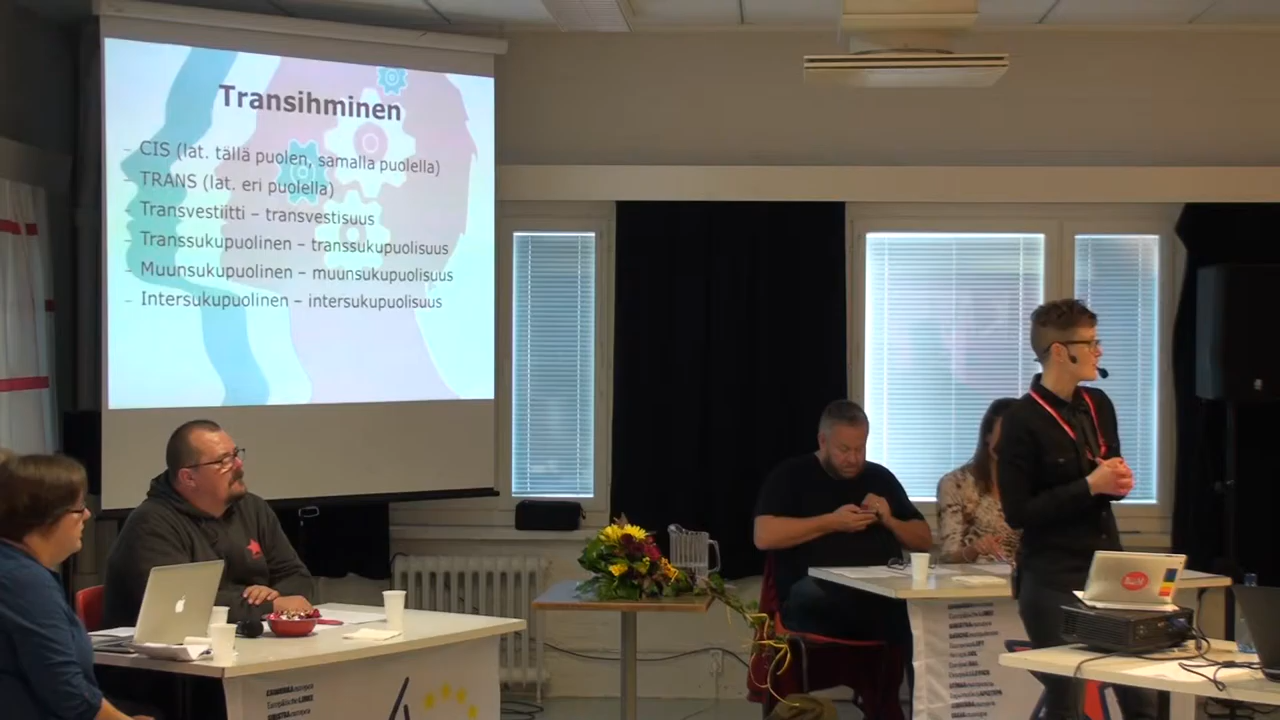 Transihminen
- CIS (lat. tällä puolen, samalla puolella)
- TRANS (lat. eri puolella)
- Transvestiitti – transvestisuus
- Transsukupuolinen – transsukupuolisuus
- Muunsukupuolinen – muunsukupuolisuus
- Intersukupuolinen – intersukupuolisuus